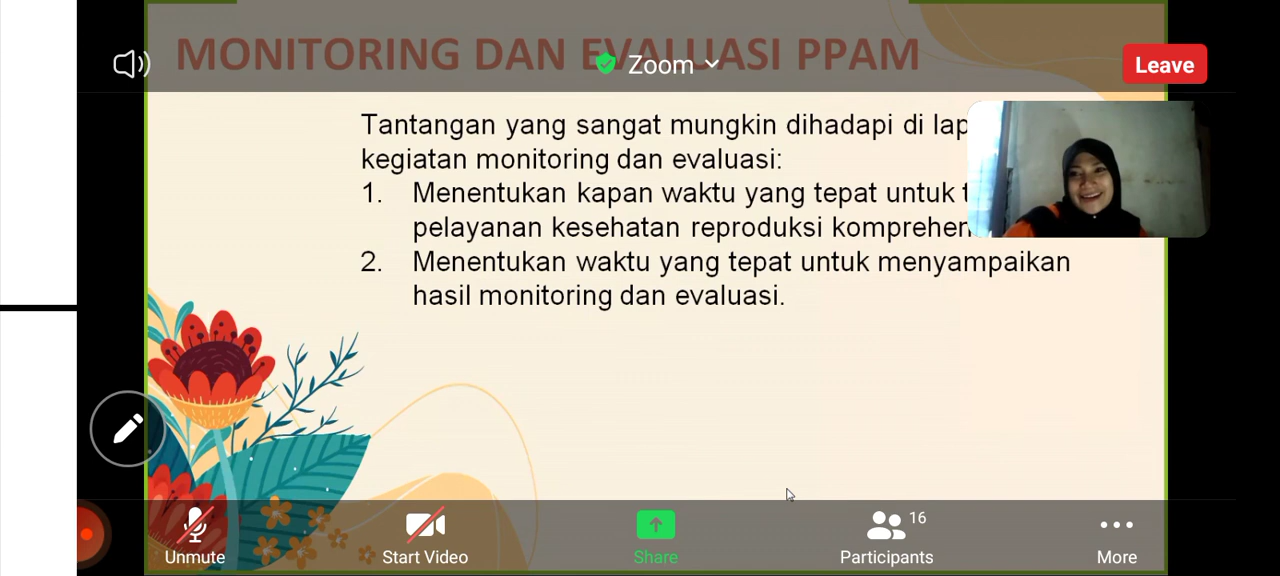 MONITORING DAN EVALUASI PPAM
Zoom
Leave
Tantangan yang sangat mungkin dihadapi di
kegiatan monitoring dan evaluasi:
1. Menentukan kapan waktu yang tepat untuk
pelayanan kesehatan reproduksi
2. Menentukan waktu yang tepat untuk menyampaikan
hasil monitoring dan evaluasi.
Unmute
Start Video
Share
16
Participants
More